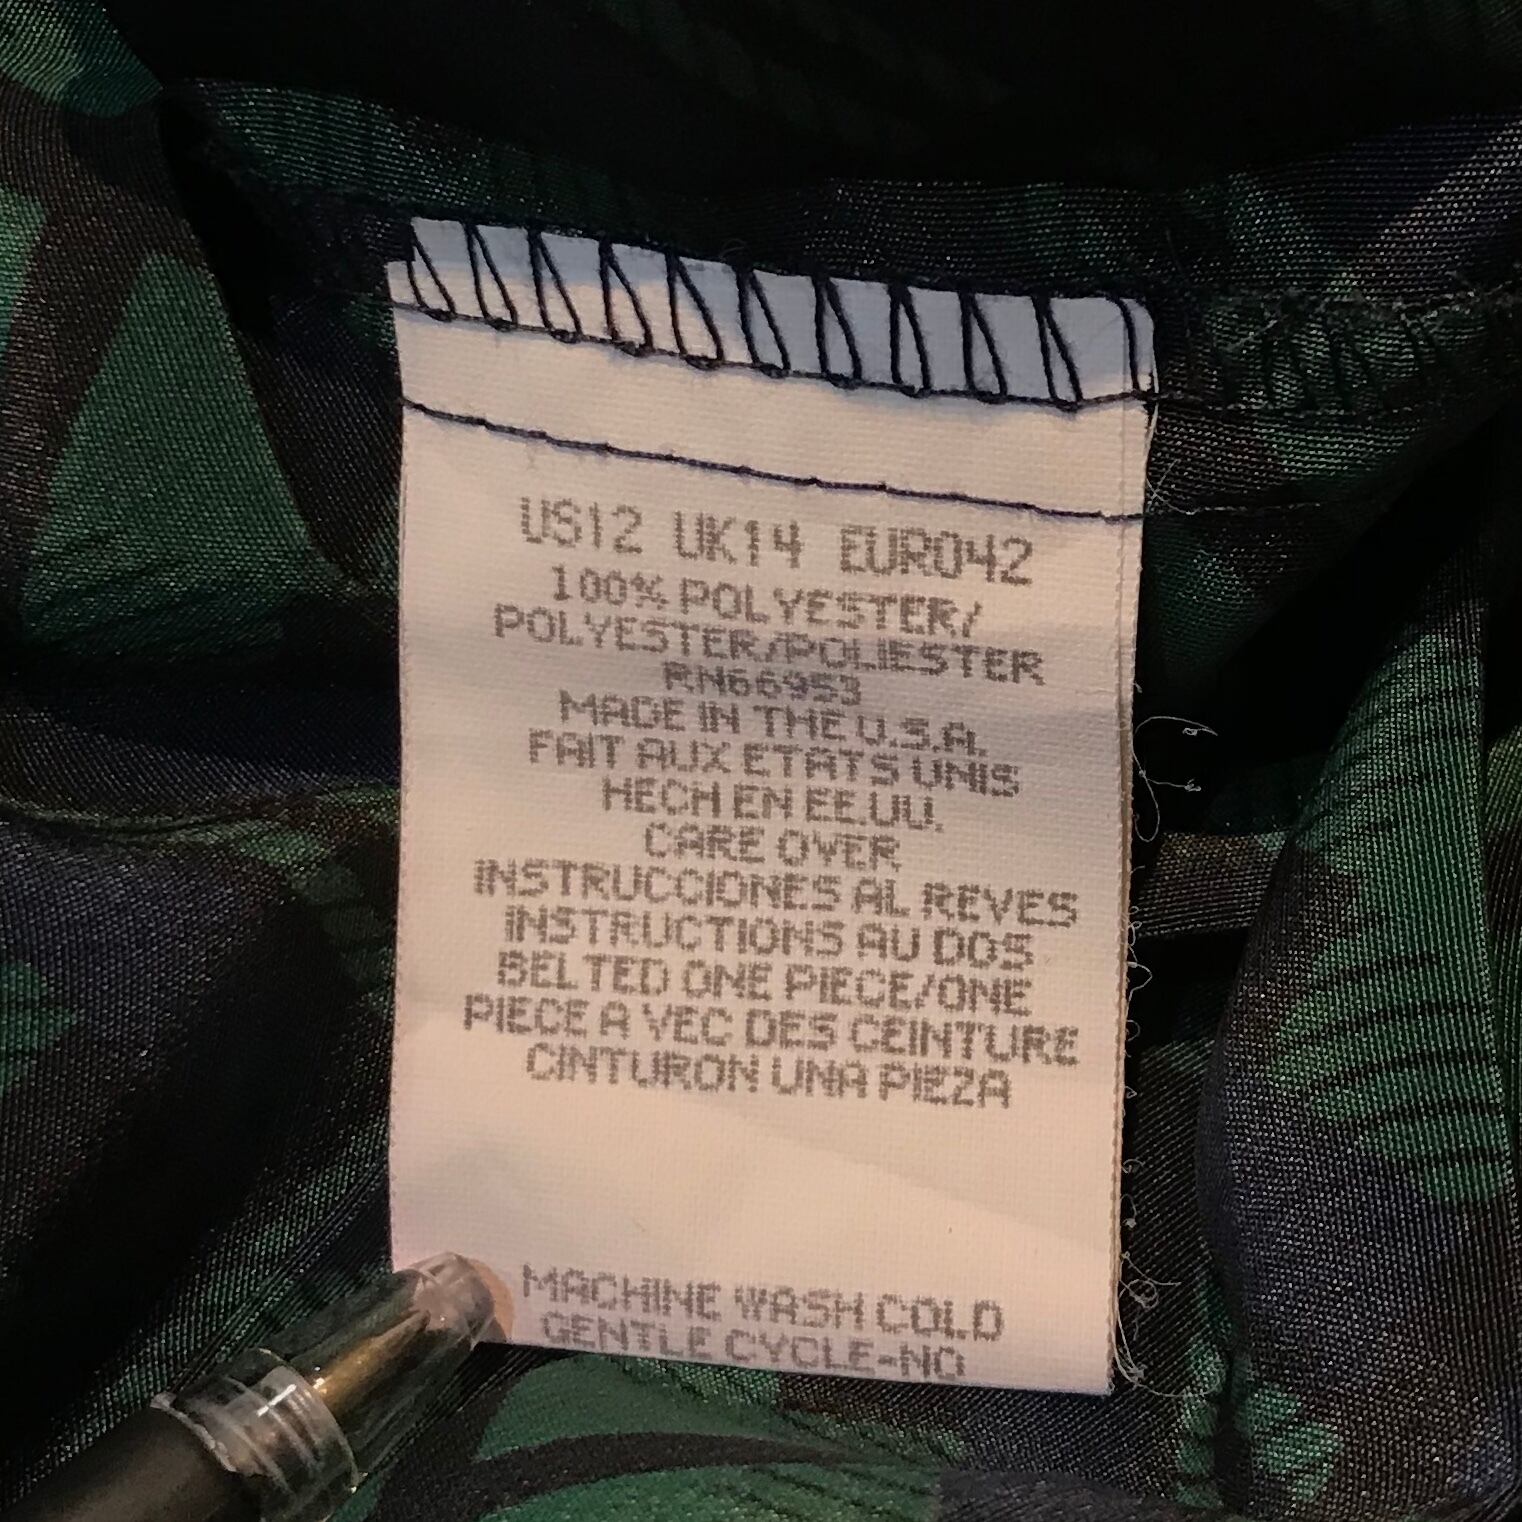 US12 UK14 EURO42
100% POLYESTER/
POLYESTER/POLIESTER
RN66953
MADE IN THE U.S.A.
FAIT AUX ETATS UNIS
HECH EN EE.UU.
CARE OVER
INSTRUCCIONES AL REVES
INSTRUCTIONS AU DOS
BELTED ONE PIECE/ONE
PIECE A VEC DES CEINTURE
CINTURON UNA PIEZA
MACHINE WASH COLD
GENTLE CYCLE-NO